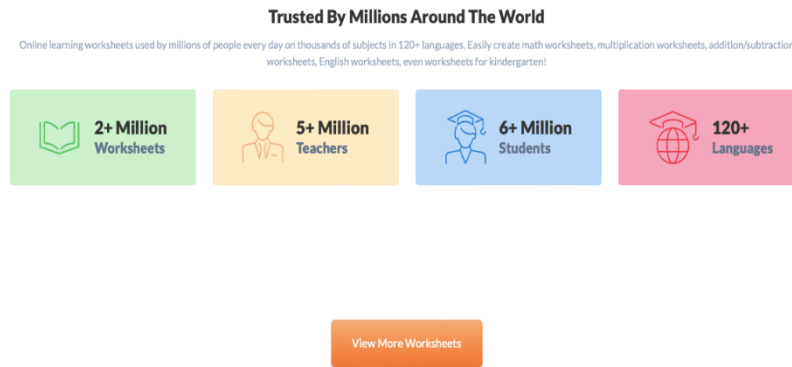 Trusted By Millions Around The World
Online learning worksheets used by millions of people every day on thousands of subjects in 120+ languages. Easily create math worksheets, multiplication worksheets, addition/subtraction
worksheets, English worksheets, even worksheets for kindergarten!
2+ Million
Worksheets
5+ Million
Teachers
6+ Million
Students
120+
Languages
View More Worksheets